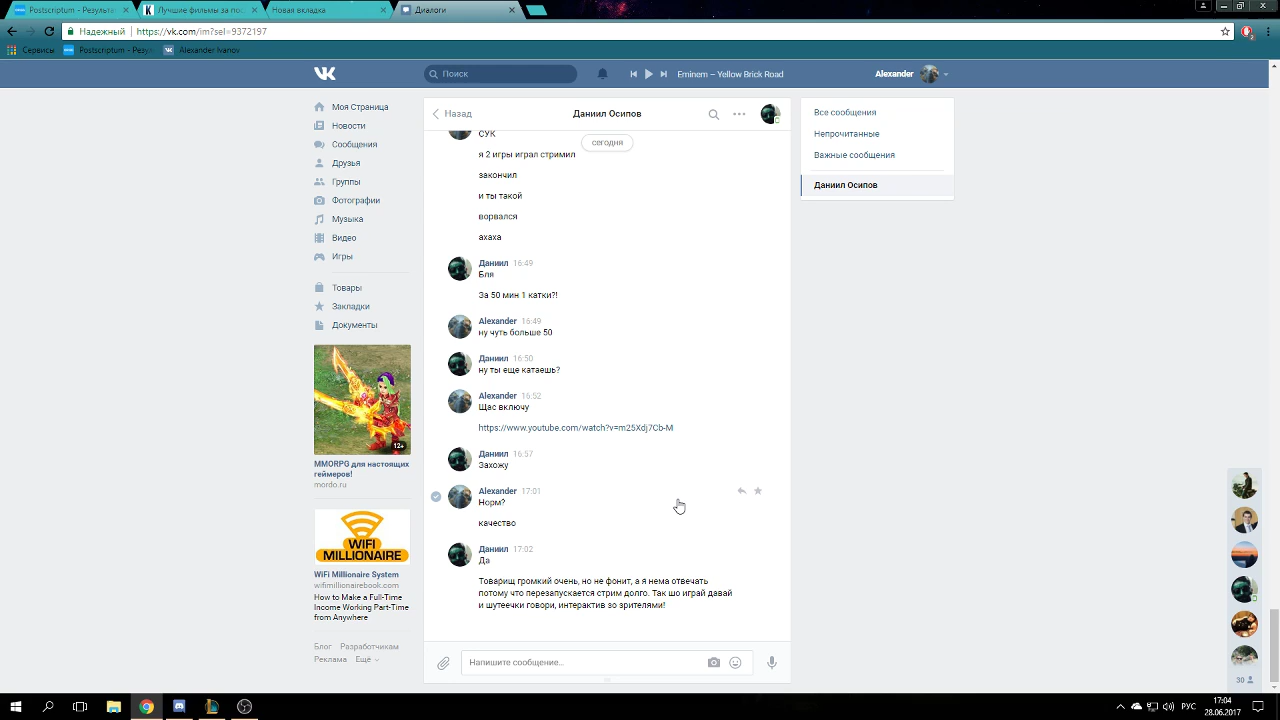 Postscriptum - Результа
Лучшие фильмы за пос
Новая вкладка
Диалоги
Надежный
https://vk.com/im?sel=9372197
Сервисы
Postscriptum - Резул
Alexander Ivanov
Поиск
Eminem – Yellow Brick Road
Alexander
Моя Страница
Новости
Сообщения
Друзья
Группы
Фотографии
Музыка
Видео
Игры
Товары
Закладки
Документы
12+
MMORPG для настоящих
геймеров!
mordo.ru
WIFI
MILLIONAIRE
WiFi Millionaire System
wifimillionairebook.com
How to Make a Full-Time
Income Working Part-Time
from Anywhere
Блог Разработчикам
Реклама Ещё
Назад
Даниил Осипов
СУК
сегодня
я 2 игры играл стримил
закончил
и ты такой
ворвался
ахаха
Даниил 16:49
Бля
За 50 мин 1 катки?!
Alexander 16:49
ну чуть больше 50
Даниил 16:50
ну ты еще катаешь?
Alexander 16:52
Щас включу
https://www.youtube.com/watch?v=m25Xdj7Cb-M
Даниил 16:57
Захожу
Alexander 17:01
Норм?
качество
Даниил 17:02
Да
Товарищ громкий очень, но не фонит, а я нема отвечать
потому что перезапускается стрим долго. Так шо играй давай
и шутеечки говори, интерактив зо зрителями!
Напишите сообщение...
Все сообщения
Непрочитанные
Важные сообщения
Даниил Осипов
30
РУС
17:04
28.06.2017